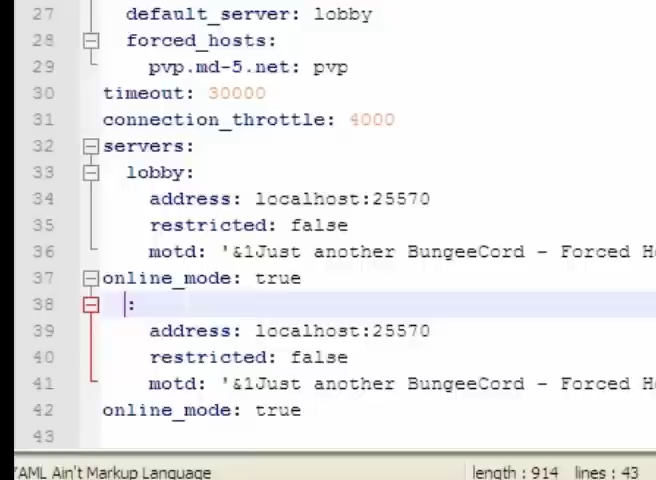 27 default_server: lobby
28 forced_hosts:
29 pvp.md-5.net: pvp
30 timeout: 30000
31 connection_throttle: 4000
32 servers:
33 lobby:
34 address: localhost:25570
35 restricted: false
36 motd: '&1Just another BungeeCord - Forced H
37 online_mode: true
38 :
39 address: localhost:25570
40 restricted: false
41 motd: '&1Just another BungeeCord - Forced H
42 online_mode: true
43
YAML Ain't Markup Language length : 914 lines : 43